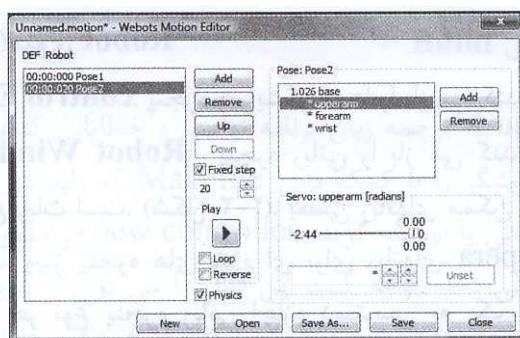 Unnamed.motion* - Webots Motion Editor
DEF Robot
00:00:000 Pose1
00:00:020 Pose2
Add
Remove
Up
Down
Fixed step
20
Play
Loop
Reverse
Physics
Pose: Pose2
1.026 base
* upperarm
* forearm
* wrist
Add
Remove
Servo: upperarm [radians]
0.00
-2.44
0
0.00
=
Unset
New
Open
Save As...
Save
Close